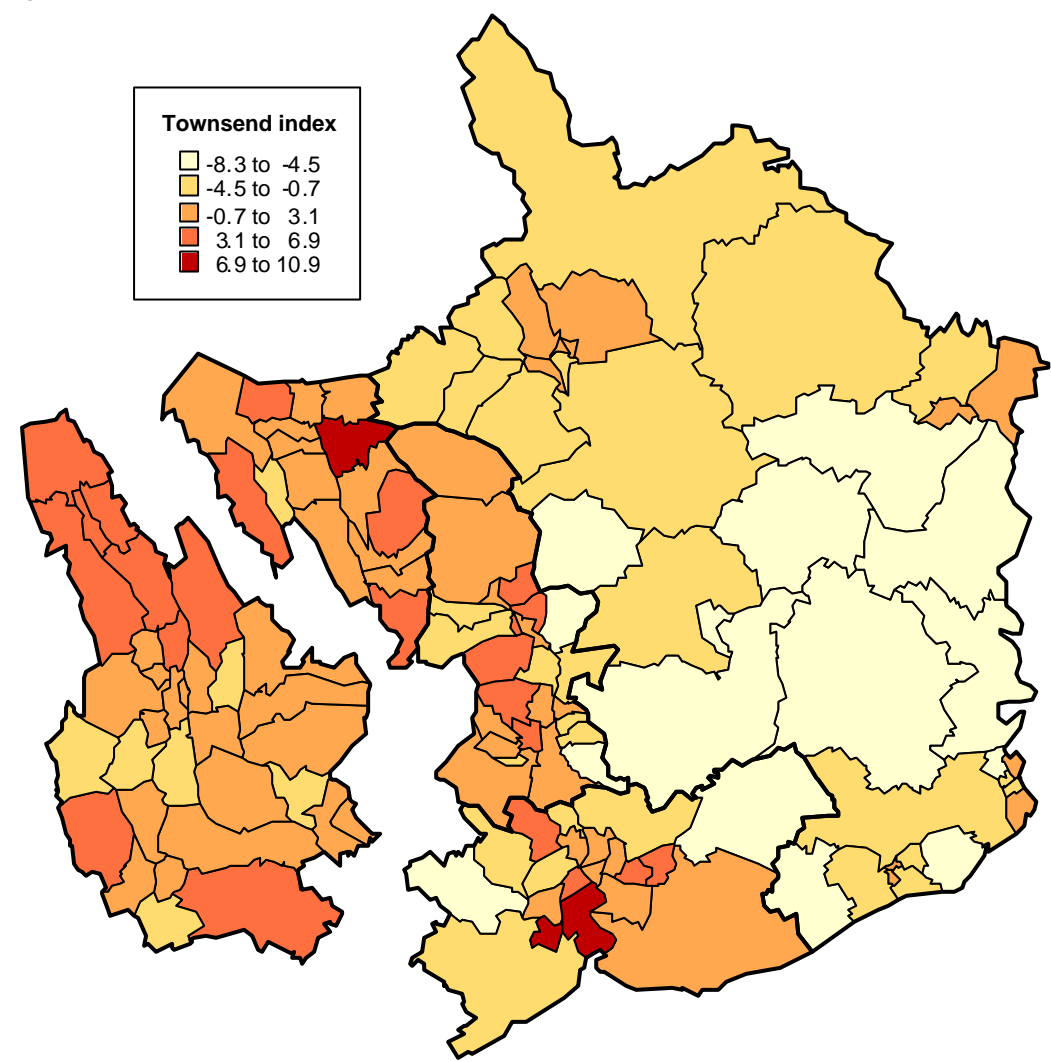 Townsend index
-8.3 to -4.5
-4.5 to -0.7
-0.7 to 3.1
3.1 to 6.9
6.9 to 10.9